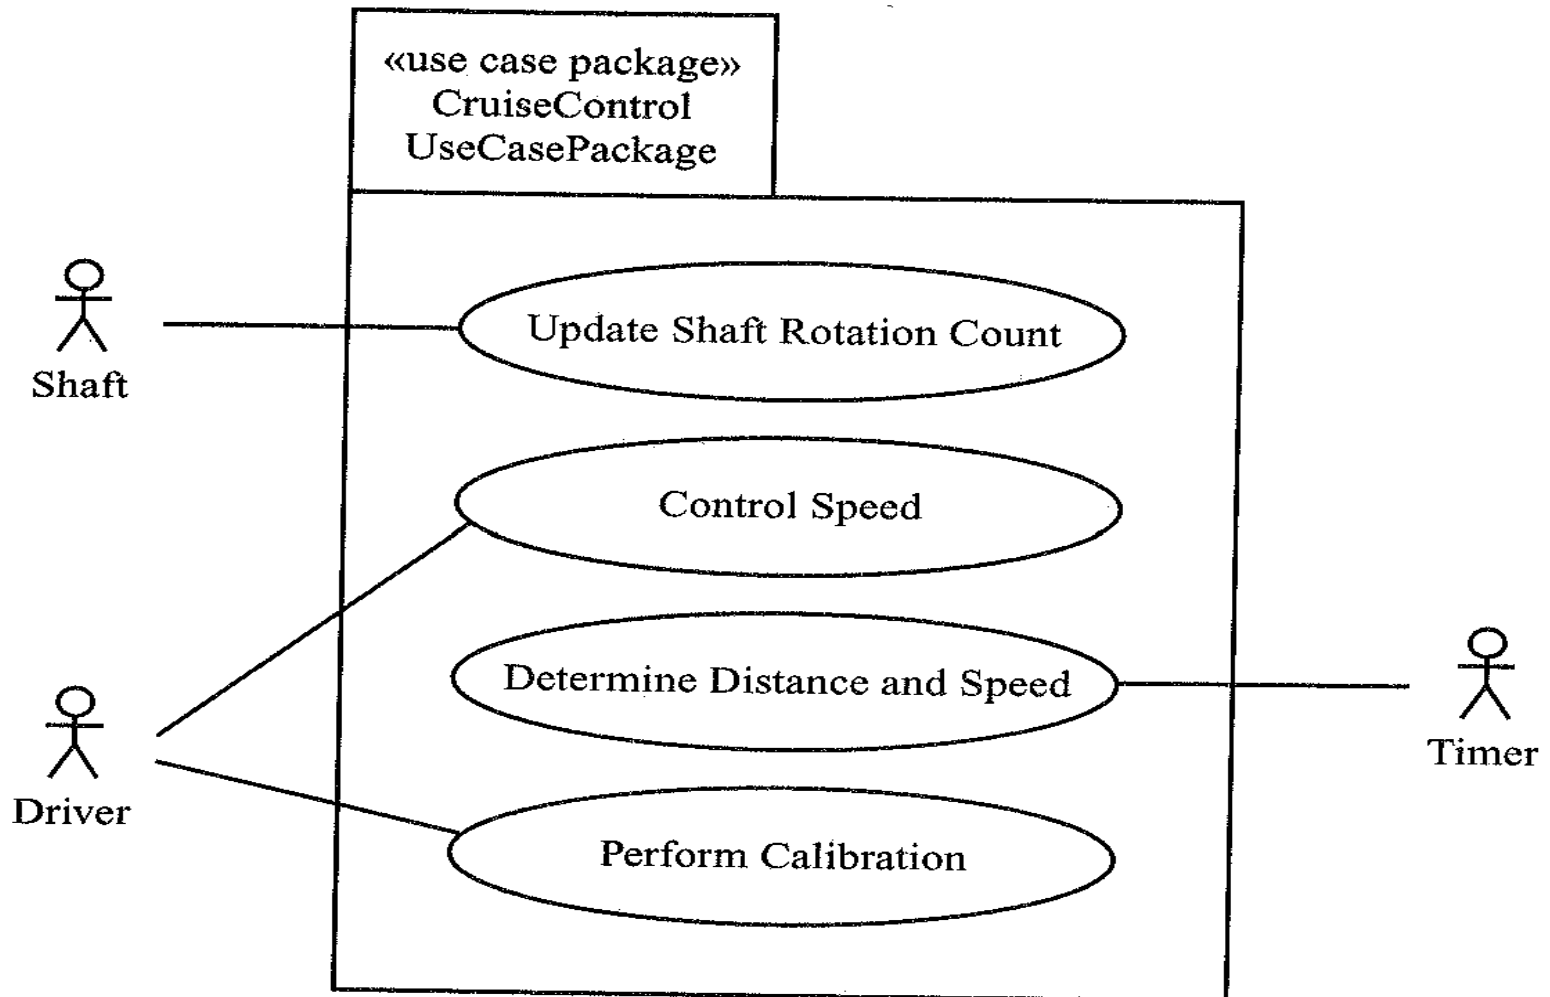 «use case package»
CruiseControl
UseCasePackage
Update Shaft Rotation Count
Shaft
Control Speed
Determine Distance and Speed
Timer
Driver
Perform Calibration